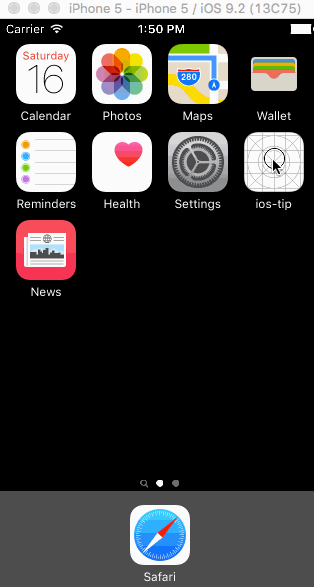 iPhone 5 - iPhone 5 / iOS 9.2 (13C75)
Carrier 1:50 PM
Saturday
16
280
Calendar Photos Maps Wallet
Reminders Health Settings ios-tip
NEWS
News
Safari